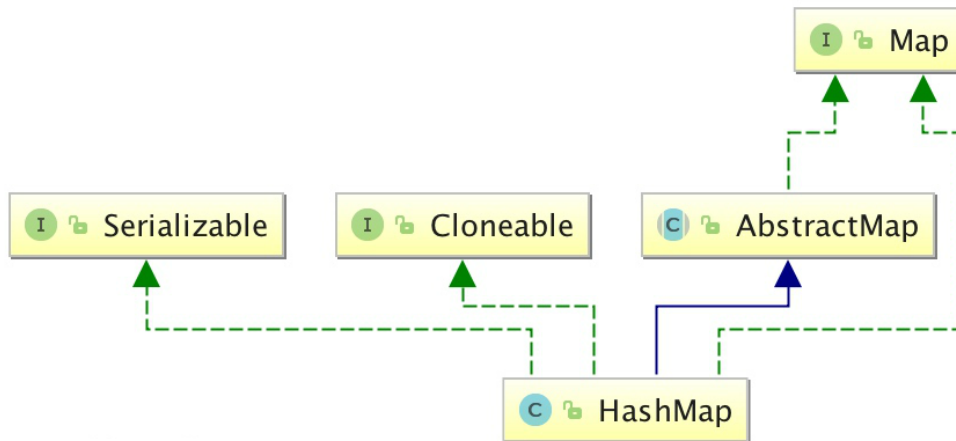 I Map
I Serializable
I Cloneable
C AbstractMap
C HashMap